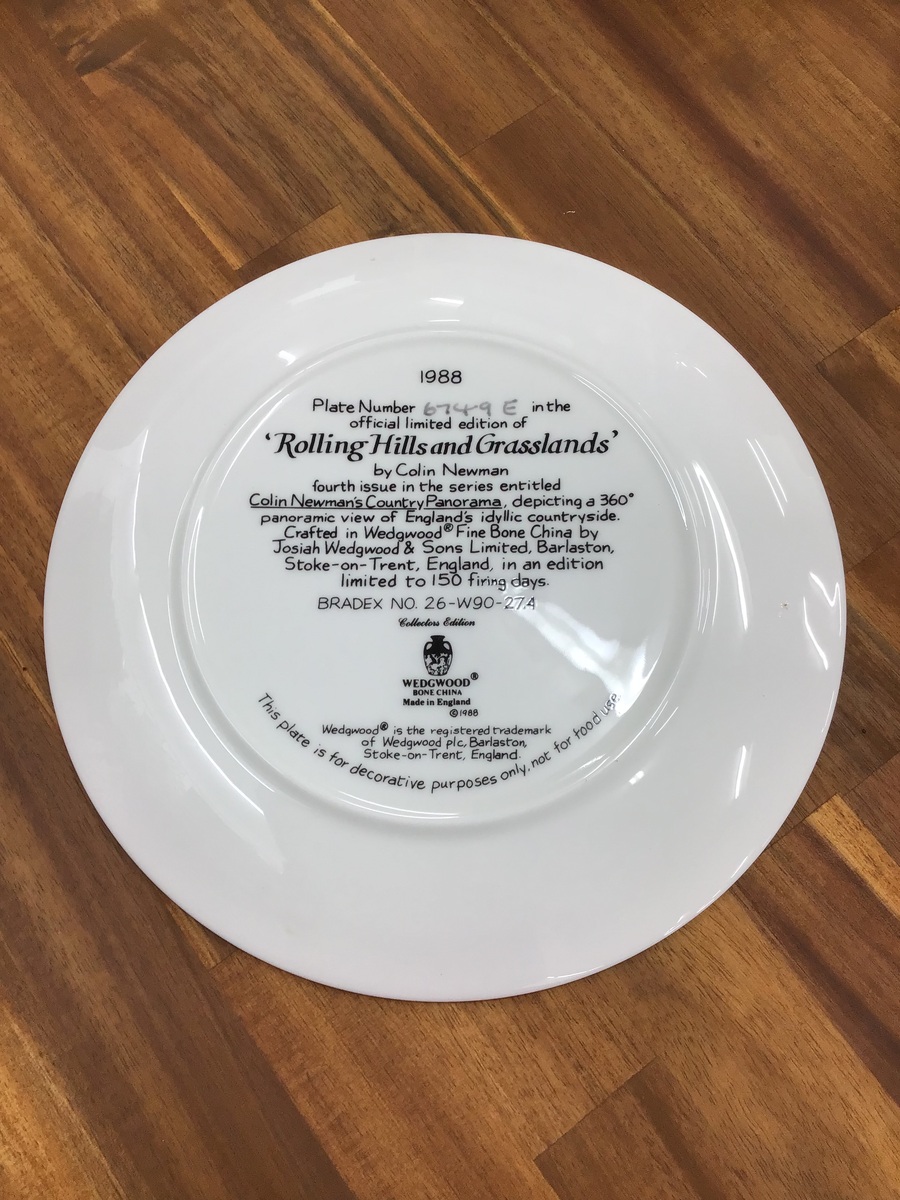 1988
Plate Number 6749 E in the
official limited edition of
'Rolling Hills and Grasslands'
by Colin Newman
fourth issue in the series entitled
Colin Newman's Country Panorama, depicting a 360°
panoramic view of England's idyllic countryside.
Crafted in Wedgwood® Fine Bone China by
Josiah Wedgwood & Sons Limited, Barlaston,
Stoke-on-Trent, England, in an edition
limited to 150 firing days.
BRADEX NO. 26-W90-27.4
Collectors Edition
WEDGWOOD®
BONE CHINA
Made in England
©1988
Wedgwood® is the registered trademark
of Wedgwood plc, Barlaston,
Stoke-on-Trent, England.
This plate is for decorative purposes only, not for food use.